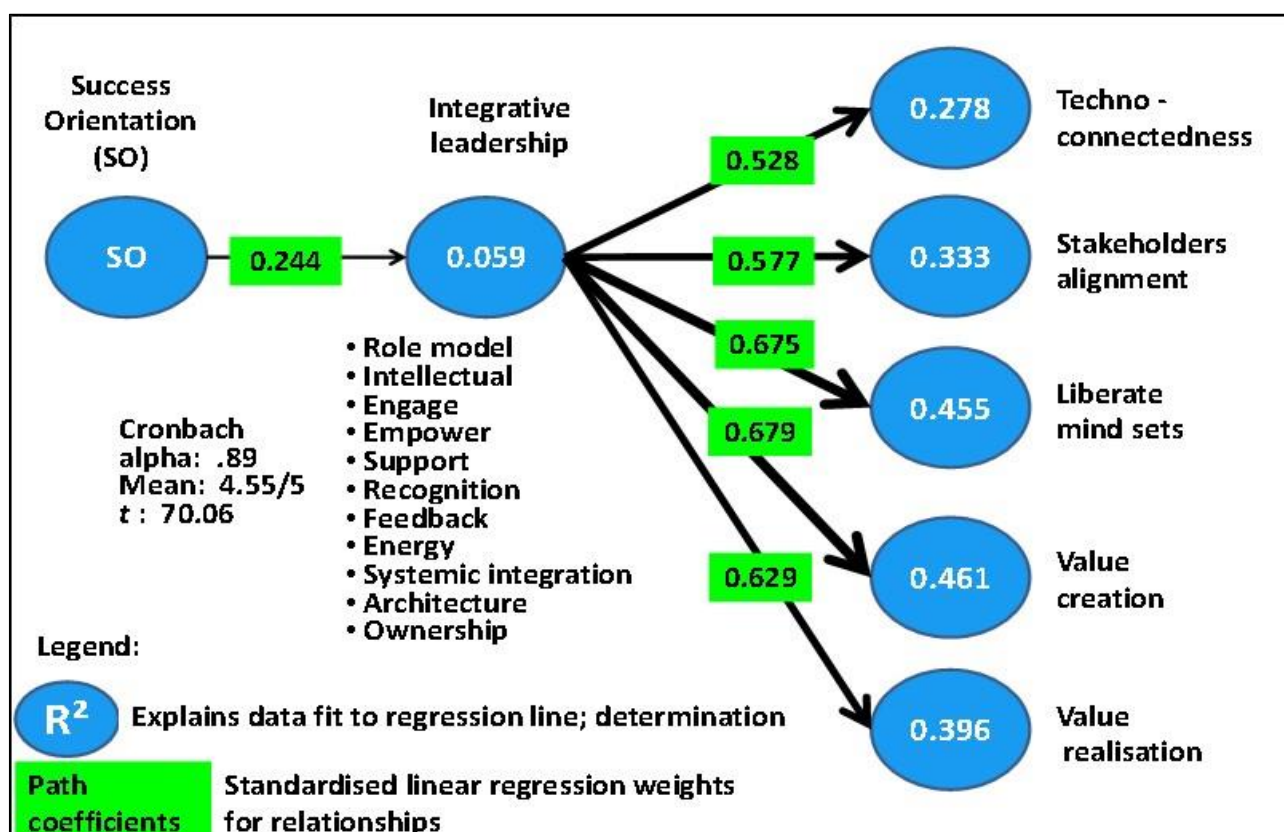 Success
Orientation
(SO)
SO
0.244
Integrative
leadership
0.059
• Role model
• Intellectual
• Engage
• Empower
• Support
• Recognition
• Feedback
• Energy
• Systemic integration
• Architecture
• Ownership
Cronbach
alpha: .89
Mean: 4.55/5
t : 70.06
0.528
0.278
Techno -
connectedness
0.577
0.333
Stakeholders
alignment
0.675
0.455
Liberate
mind sets
0.679
0.461
Value
creation
0.629
0.396
Value
realisation
Legend:
R²
Explains data fit to regression line; determination
Path
coefficients
Standardised linear regression weights
for relationships